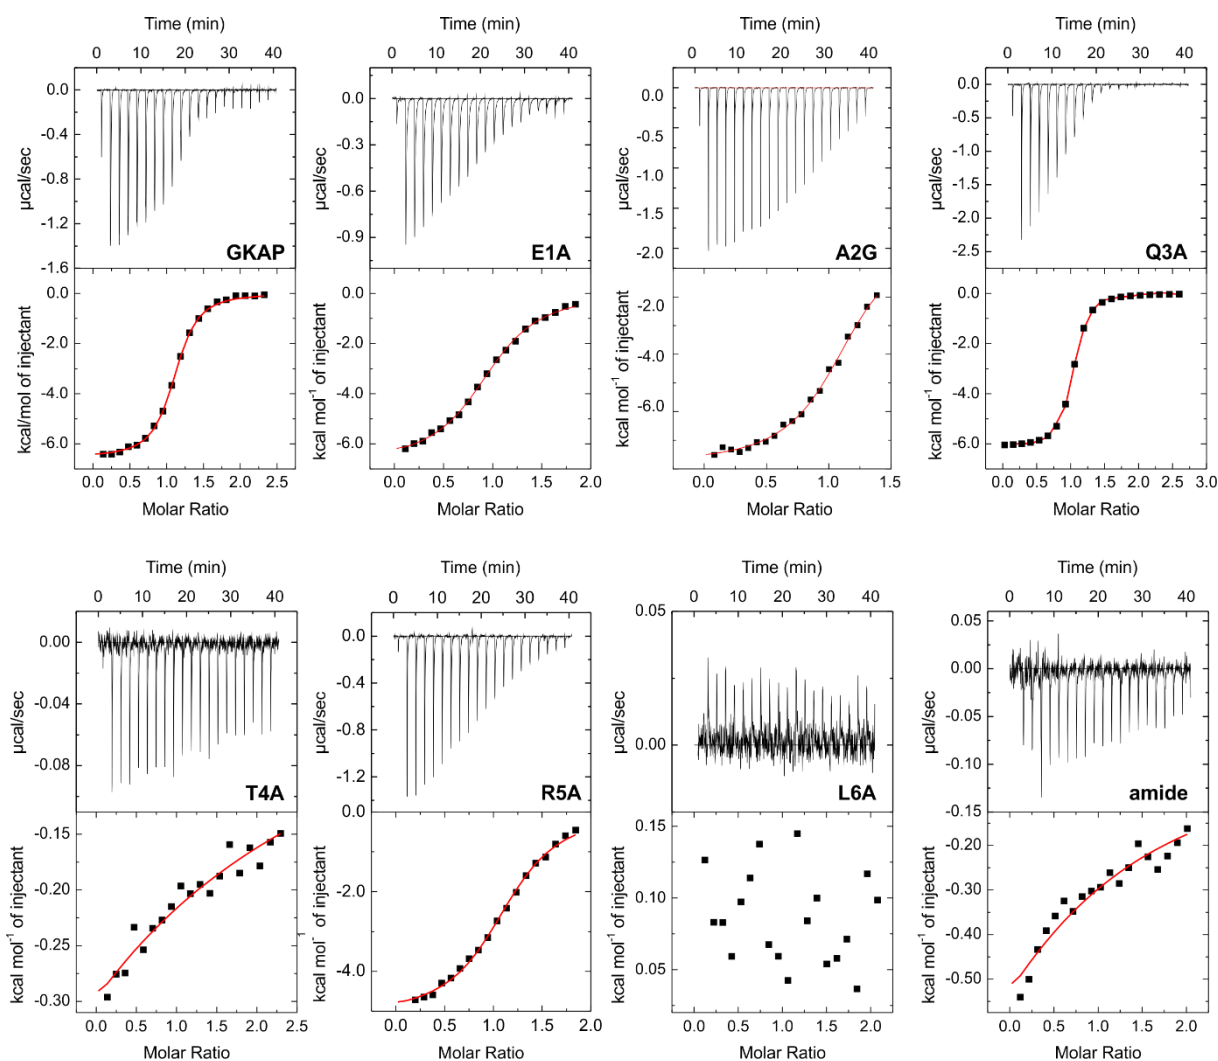 Time (min)
0 10 20 30 40
0.0
-0.4
-0.8
-1.2
-1.6
µcal/sec
GKAP
0.0
-2.0
-4.0
-6.0
kcal/mol of injectant
0.0 0.5 1.0 1.5 2.0 2.5
Molar Ratio
Time (min)
0 10 20 30 40
0.0
-0.3
-0.6
-0.9
µcal/sec
E1A
0.0
-2.0
-4.0
-6.0
kcal mol⁻¹ of injectant
0.0 0.5 1.0 1.5 2.0
Molar Ratio
Time (min)
0 10 20 30 40
0.0
-0.5
-1.0
-1.5
-2.0
µcal/sec
A2G
-2.0
-4.0
-6.0
kcal mol⁻¹ of injectant
0.0 0.5 1.0 1.5
Molar Ratio
Time (min)
0 10 20 30 40
0.0
-0.5
-1.0
-1.5
-2.0
-2.5
µcal/sec
Q3A
0.0
-2.0
-4.0
-6.0
kcal mol⁻¹ of injectant
0.0 0.5 1.0 1.5 2.0 2.5 3.0
Molar Ratio
Time (min)
0 10 20 30 40
0.00
-0.04
-0.08
µcal/sec
T4A
-0.15
-0.20
-0.25
-0.30
kcal mol⁻¹ of injectant
0.0 0.5 1.0 1.5 2.0 2.5
Molar Ratio
Time (min)
0 10 20 30 40
0.0
-0.4
-0.8
-1.2
µcal/sec
R5A
0.0
-2.0
-4.0
kcal mol⁻¹ of injectant
0.0 0.5 1.0 1.5 2.0
Molar Ratio
Time (min)
0 10 20 30 40
0.05
0.00
µcal/sec
L6A
0.15
0.10
0.05
kcal mol⁻¹ of injectant
0.0 0.5 1.0 1.5 2.0
Molar Ratio
Time (min)
0 10 20 30 40
0.05
0.00
-0.05
-0.10
-0.15
µcal/sec
amide
-0.20
-0.30
-0.40
-0.50
kcal mol⁻¹ of injectant
0.0 0.5 1.0 1.5 2.0
Molar Ratio